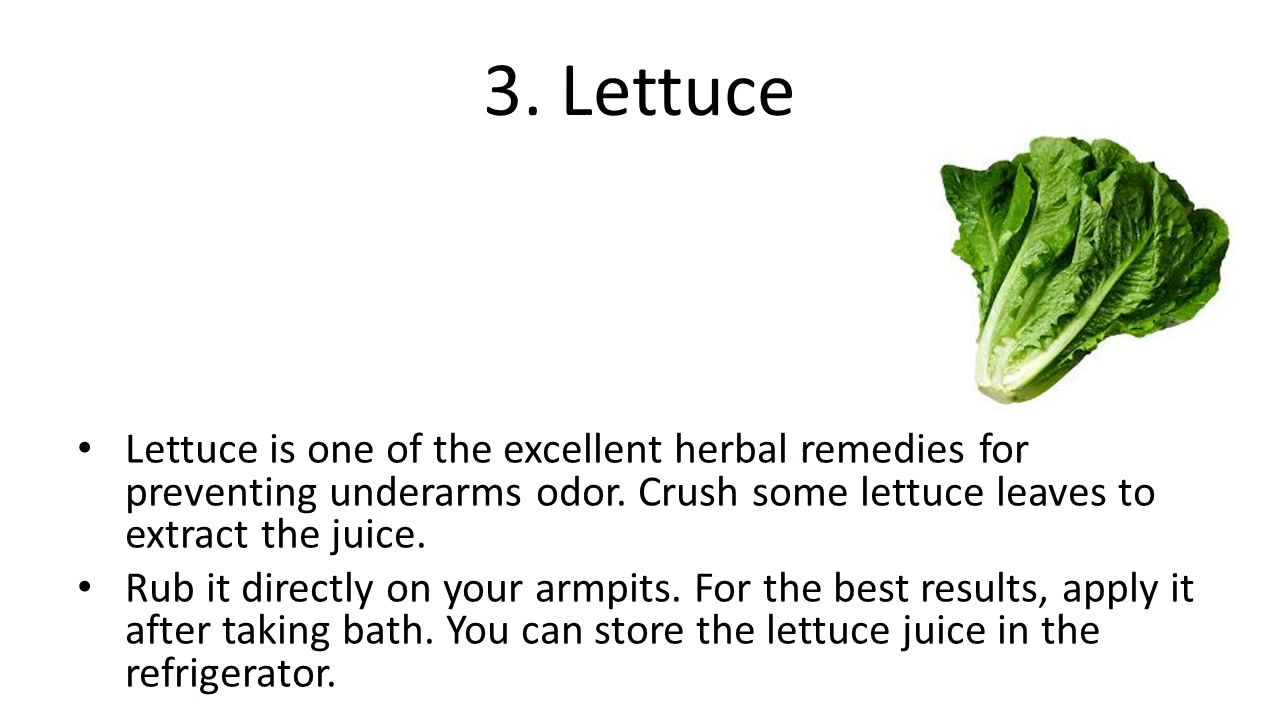 3. Lettuce
• Lettuce is one of the excellent herbal remedies for
preventing underarms odor. Crush some lettuce leaves to
extract the juice.
• Rub it directly on your armpits. For the best results, apply it
after taking bath. You can store the lettuce juice in the
refrigerator.